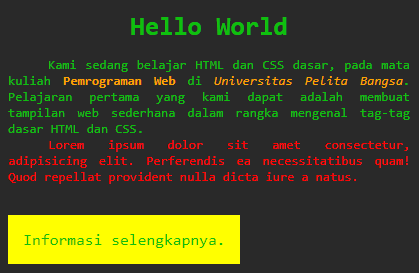 Hello World
Kami sedang belajar HTML dan CSS dasar, pada mata
kuliah Pemrograman Web di Universitas Pelita Bangsa.
Pelajaran pertama yang kami dapat adalah membuat
tampilan web sederhana dalam rangka mengenal tag-tag
dasar HTML dan CSS.
Lorem ipsum dolor sit amet consectetur,
adipisicing elit. Perferendis ea necessitatibus quam!
Quod repellat provident nulla dicta iure a natus.
Informasi selengkapnya.